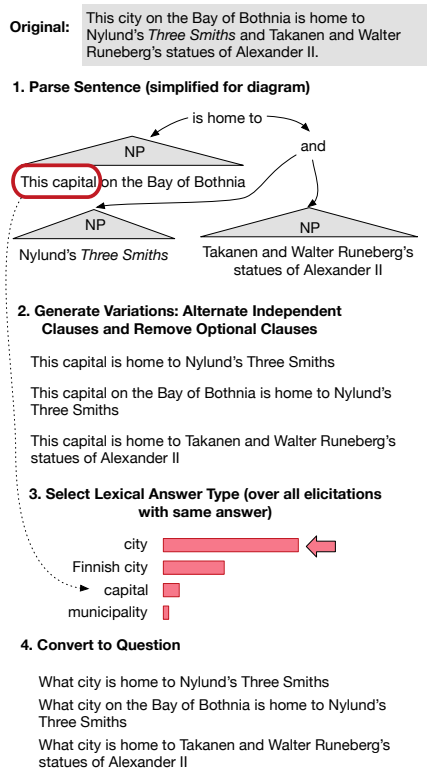 Original:
This city on the Bay of Bothnia is home to
Nylund's Three Smiths and Takanen and Walter
Runeberg's statues of Alexander II.
1. Parse Sentence (simplified for diagram)
is home to
NP
and
This capital on the Bay of Bothnia
NP
NP
Nylund's Three Smiths
Takanen and Walter Runeberg's
statues of Alexander II
2. Generate Variations: Alternate Independent
Clauses and Remove Optional Clauses
This capital is home to Nylund's Three Smiths
This capital on the Bay of Bothnia is home to Nylund's
Three Smiths
This capital is home to Takanen and Walter Runeberg's
statues of Alexander II
3. Select Lexical Answer Type (over all elicitations
with same answer)
city
Finnish city
capital
municipality
4. Convert to Question
What city is home to Nylund's Three Smiths
What city on the Bay of Bothnia is home to Nylund's
Three Smiths
What city is home to Takanen and Walter Runeberg's
statues of Alexander II